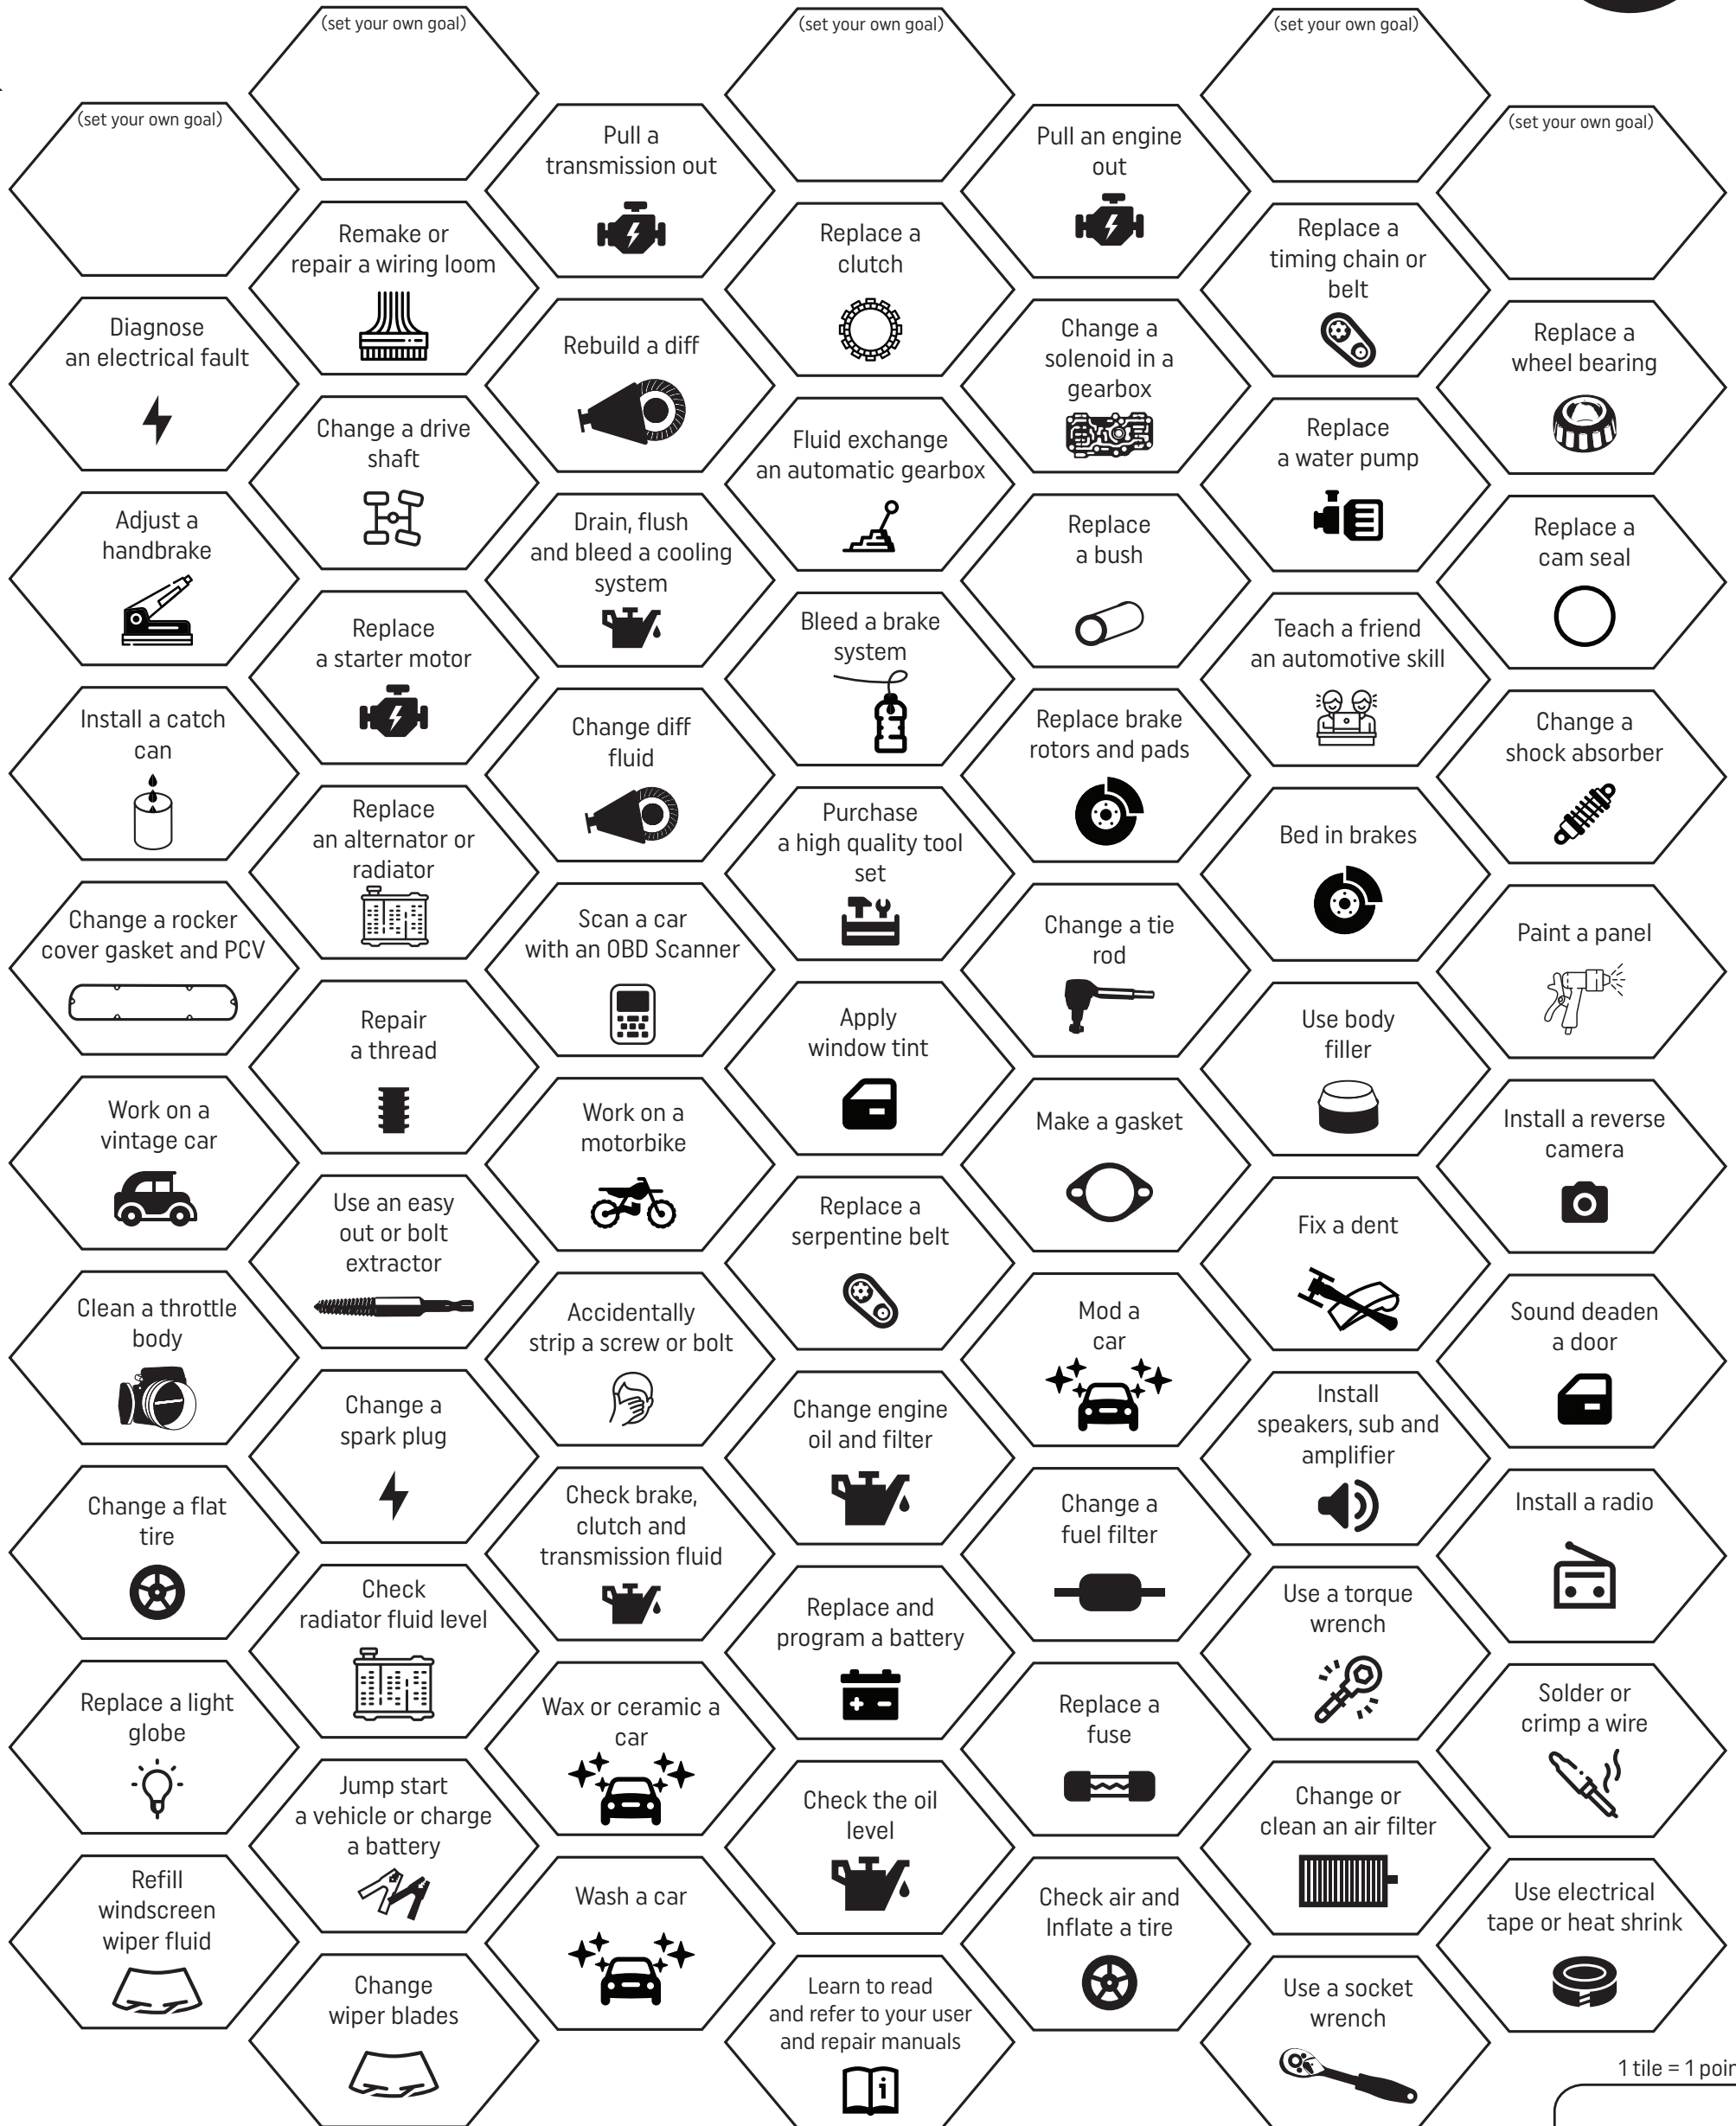 (set your own goal)
(set your own goal)
(set your own goal)
(set your own goal)
(set your own goal)
Pull a
transmission out
Pull an engine
out
Remake or
repair a wiring loom
Replace a
clutch
Replace a
timing chain or
belt
Diagnose
an electrical fault
Rebuild a diff
Change a
solenoid in a
gearbox
Replace a
wheel bearing
Change a drive
shaft
Fluid exchange
an automatic gearbox
Replace
a water pump
Adjust a
handbrake
Drain, flush
and bleed a cooling
system
Replace
a bush
Replace a
cam seal
Replace
a starter motor
Bleed a brake
system
Teach a friend
an automotive skill
Install a catch
can
Change diff
fluid
Replace brake
rotors and pads
Change a
shock absorber
Replace
an alternator or
radiator
Purchase
a high quality tool
set
Bed in brakes
Change a rocker
cover gasket and PCV
Scan a car
with an OBD Scanner
Change a tie
rod
Paint a panel
Repair
a thread
Apply
window tint
Use body
filler
Work on a
vintage car
Work on a
motorbike
Make a gasket
Install a reverse
camera
Use an easy
out or bolt
extractor
Replace a
serpentine belt
Fix a dent
Clean a throttle
body
Accidentally
strip a screw or bolt
Mod a
car
Sound deaden
a door
Change a
spark plug
Change engine
oil and filter
Install
speakers, sub and
amplifier
Change a flat
tire
Check brake,
clutch and
transmission fluid
Change a
fuel filter
Install a radio
Check
radiator fluid level
Replace and
program a battery
Use a torque
wrench
Replace a light
globe
Wax or ceramic a
car
Replace a
fuse
Solder or
crimp a wire
Jump start
a vehicle or charge
a battery
Check the oil
level
Change or
clean an air filter
Refill
windscreen
wiper fluid
Wash a car
Check air and
Inflate a tire
Use electrical
tape or heat shrink
Change
wiper blades
Learn to read
and refer to your user
and repair manuals
i
Use a socket
wrench
1 tile = 1 poin